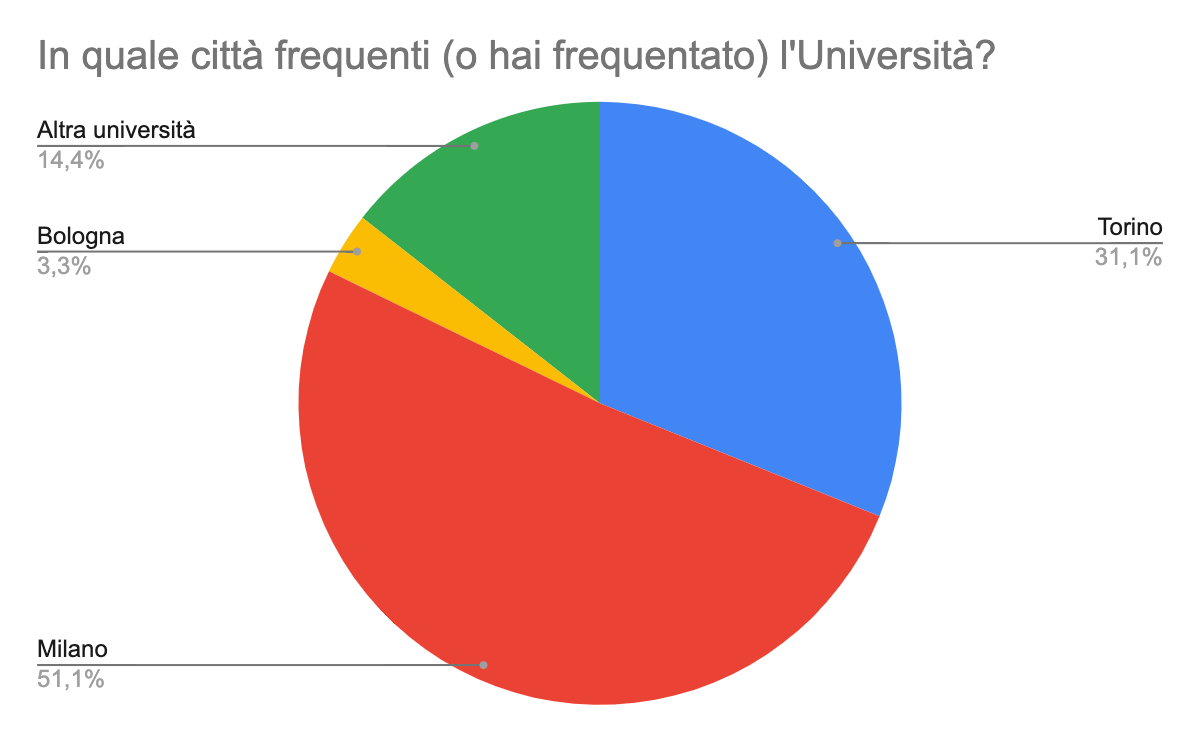 In quale città frequenti (o hai frequentato) l'Università?
Altra università
14,4%
Bologna
3,3%
Torino
31,1%
Milano
51,1%